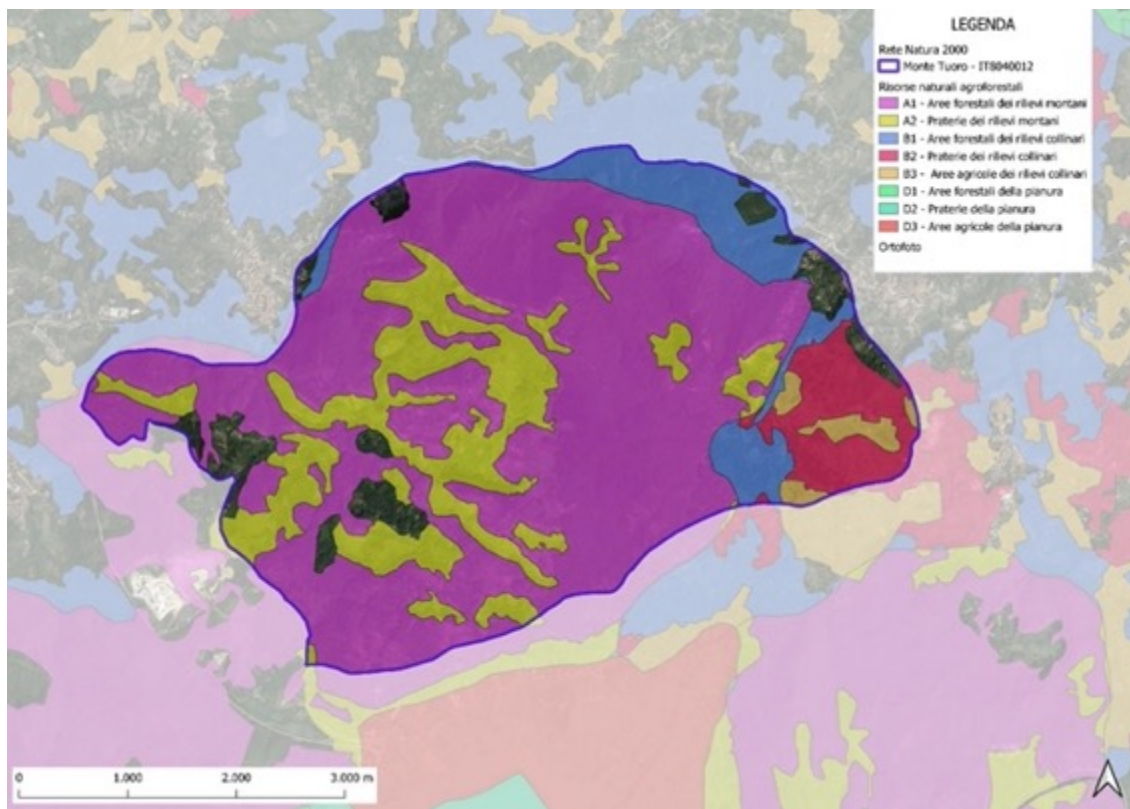 LEGENDA
Rete Natura 2000
Monte Tuoro - IT8040012
Risorse naturali agroforestali
A1 - Aree forestali dei rilievi montani
A2 - Praterie dei rilievi montani
B1 - Aree forestali dei rilievi collinari
B2 - Praterie dei rilievi collinari
B3 - Aree agricole dei rilievi collinari
D1 - Aree forestali della pianura
D2 - Praterie della pianura
D3 - Aree agricole della pianura
Ortofoto
0 1.000 2.000 3.000 m